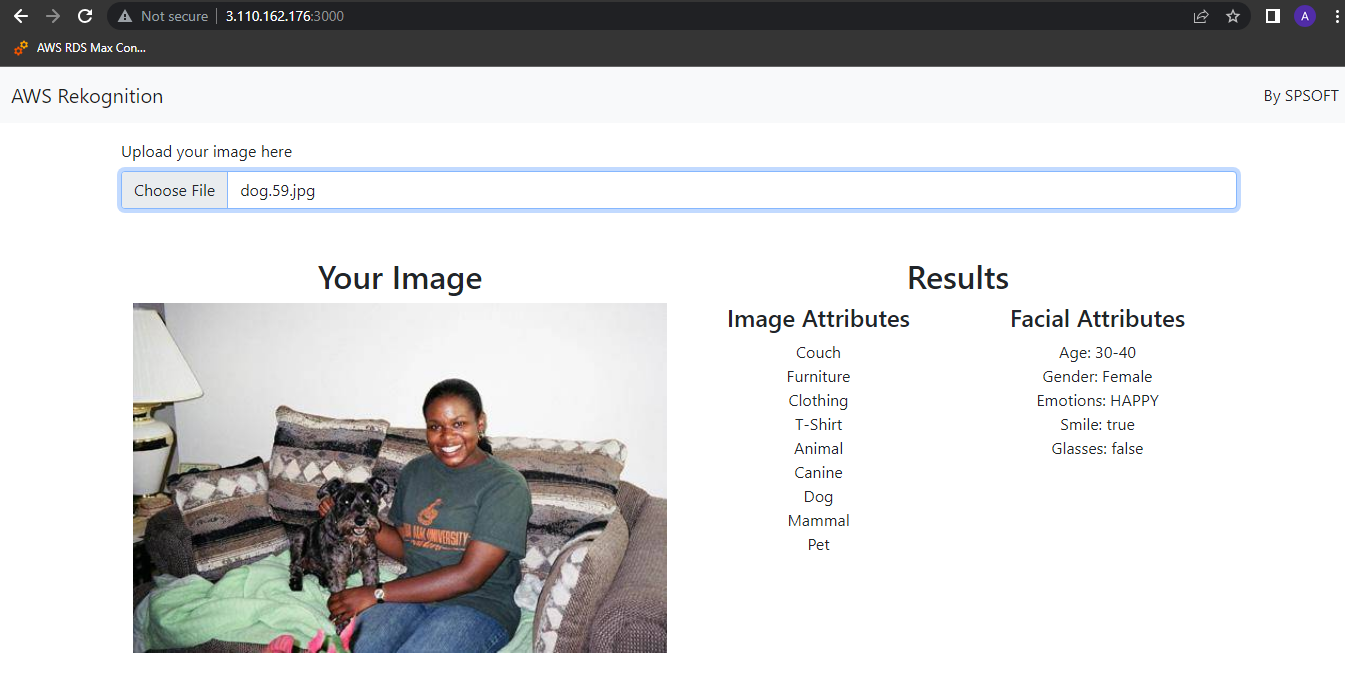 Not secure 3.110.162.176:3000
A
AWS RDS Max Con...
AWS Rekognition
By SPSOFT
Upload your image here
Choose File dog.59.jpg
Your Image
UNIVERSITY
Results
Image Attributes
Couch
Furniture
Clothing
T-Shirt
Animal
Canine
Dog
Mammal
Pet
Facial Attributes
Age: 30-40
Gender: Female
Emotions: HAPPY
Smile: true
Glasses: false